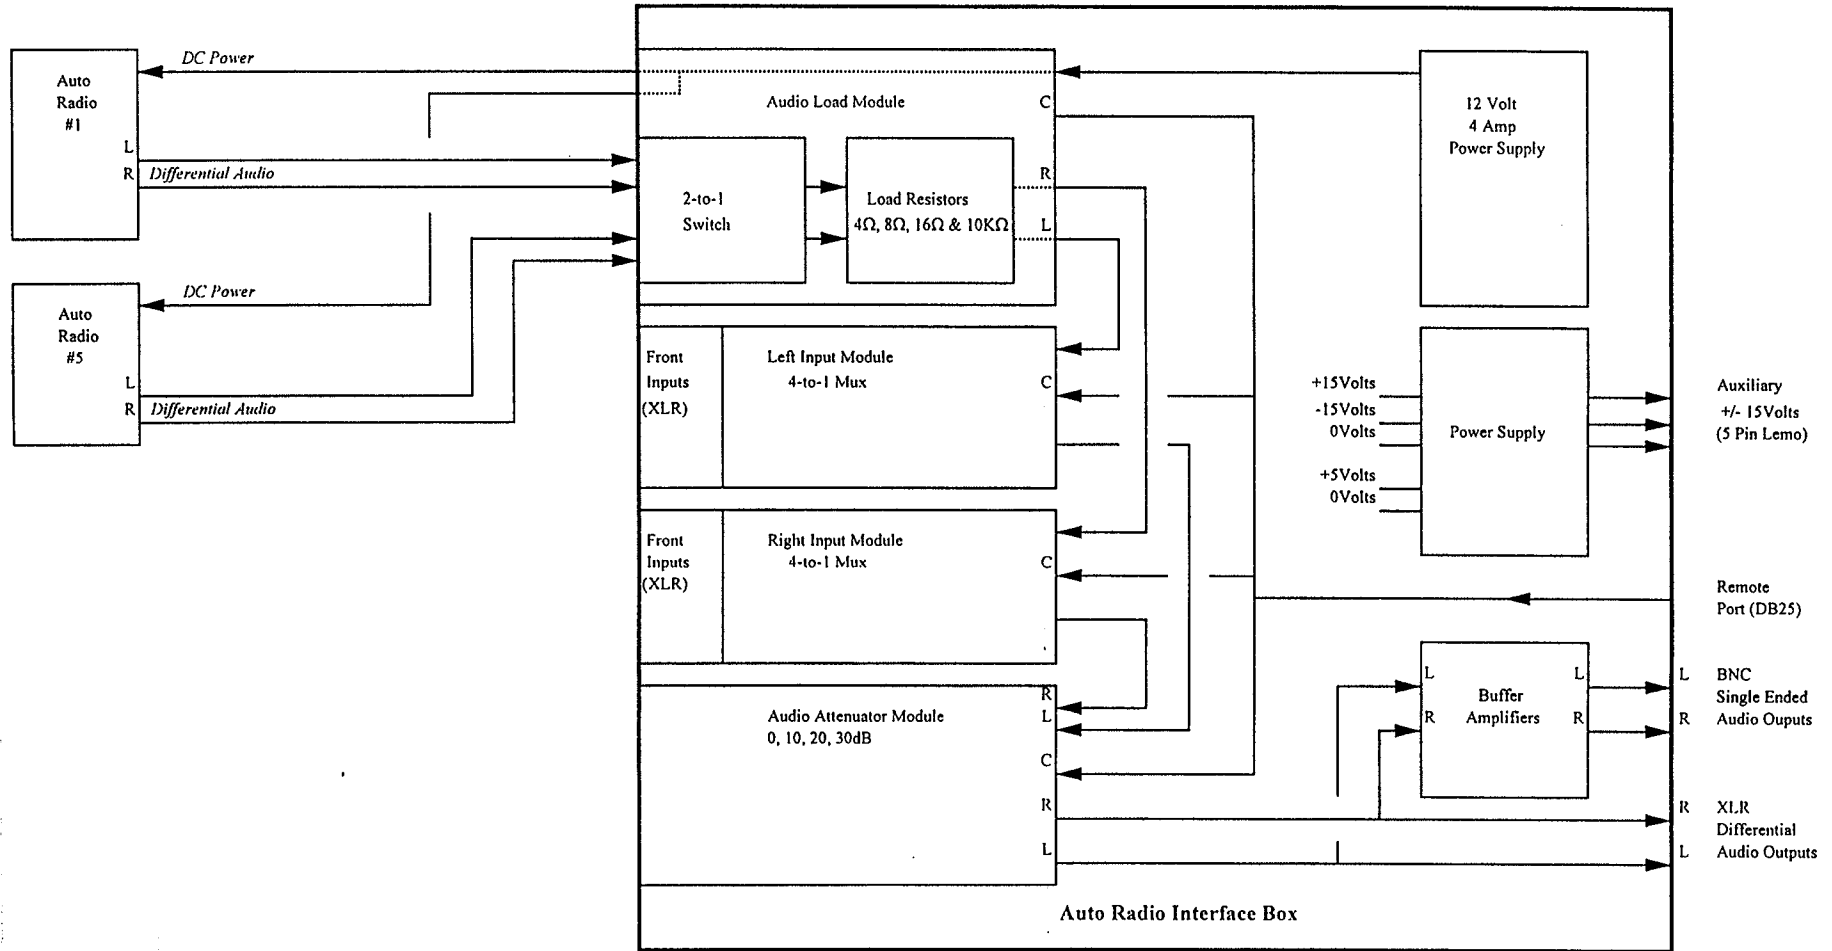 DC Power
Auto
Radio
#1
L
R
Differential Audio
Auto
Radio
#5
DC Power
L
R
Differential Audio
Audio Load Module
C
R
L
2-to-1
Switch
Load Resistors
4Ω, 8Ω, 16Ω & 10KΩ
Front
Inputs
(XLR)
Left Input Module
4-to-1 Mux
C
Front
Inputs
(XLR)
Right Input Module
4-to-1 Mux
C
Audio Attenuator Module
0, 10, 20, 30dB
R
L
C
R
L
12 Volt
4 Amp
Power Supply
+15Volts
-15Volts
0Volts
+5Volts
0Volts
Power Supply
Auxiliary
+/- 15Volts
(5 Pin Lemo)
Remote
Port (DB25)
L
R
Buffer
Amplifiers
L
R
L
R
BNC
Single Ended
Audio Ouputs
R
L
XLR
Differential
Audio Outputs
Auto Radio Interface Box